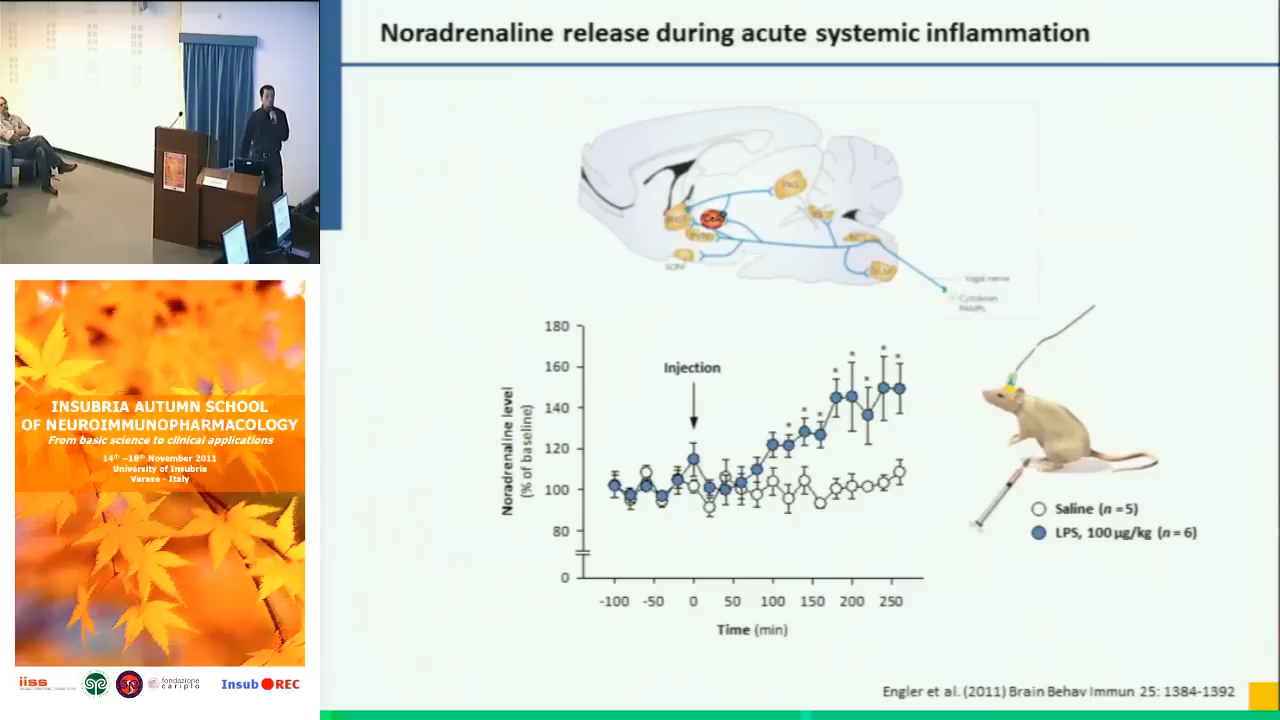 Noradrenaline release during acute systemic inflammation
Vagal nerve
Cytokines
180
160
140
120
100
80
0
Noradrenaline level
(% of baseline)
Injection
* * * * * * * *
-100 -50 0 50 100 150 200 250
Time (min)
Saline (n = 5)
LPS, 100 µg/kg (n = 6)
Engler et al. (2011) Brain Behav Immun 25: 1384-1392
INSUBRIA AUTUMN SCHOOL
OF NEUROIMMUNOPHARMACOLOGY
From basic science to clinical applications
14th –18th November 2011
University of Insubria
Varese - Italy
iiss
fondazione
cariplo
Insub REC